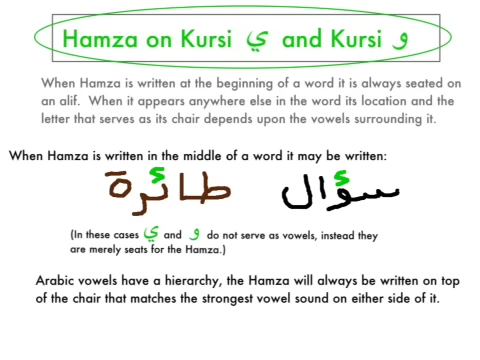 Hamza on Kursi ي and Kursi و
When Hamza is written at the beginning of a word it is always seated on
an alif. When it appears anywhere else in the word its location and the
letter that serves as its chair depends upon the vowels surrounding it.
When Hamza is written in the middle of a word it may be written:
سؤال طائرة
(In these cases ي and و do not serve as vowels, instead they
are merely seats for the Hamza.)
Arabic vowels have a hierarchy, the Hamza will always be written on top
of the chair that matches the strongest vowel sound on either side of it.